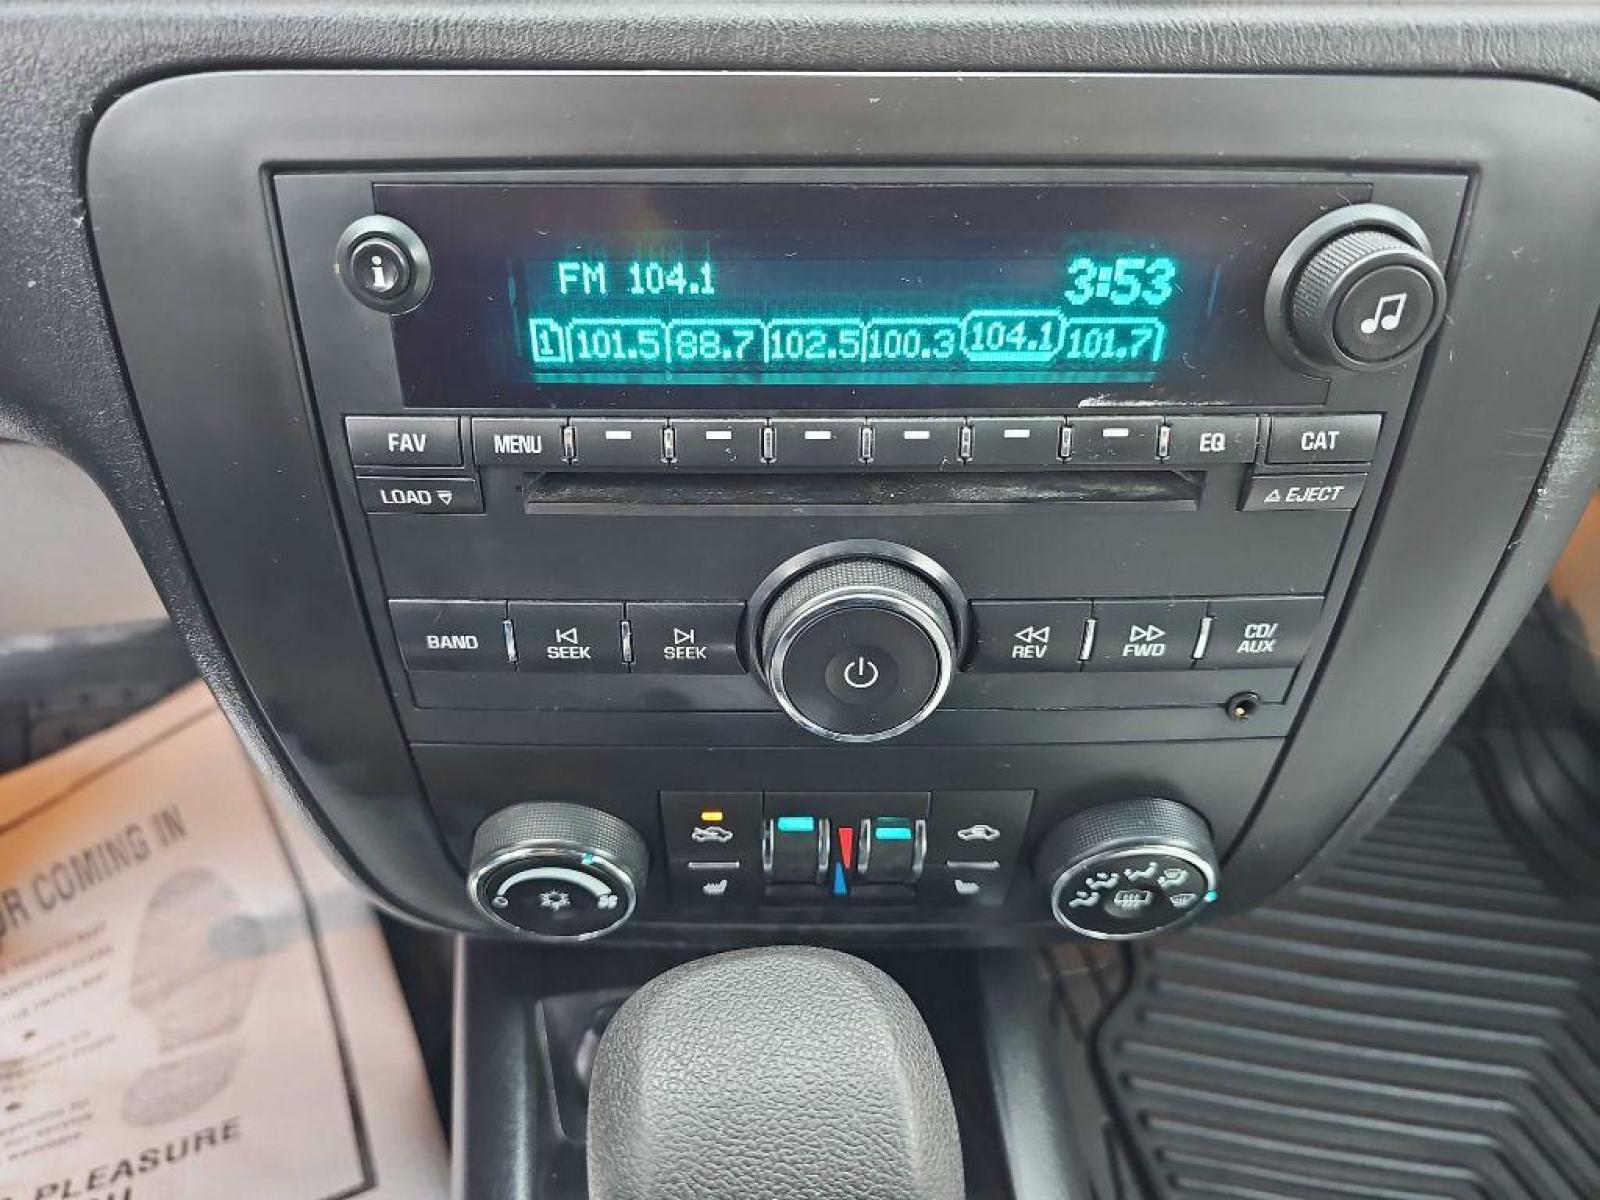 FM 104.1 3:53
1 101.5 88.7 102.5 100.3 104.1 101.7
i
FAV MENU EQ CAT
LOAD EJECT
BAND SEEK SEEK REV FWD CD/
AUX
COMING IN
PLEASURE